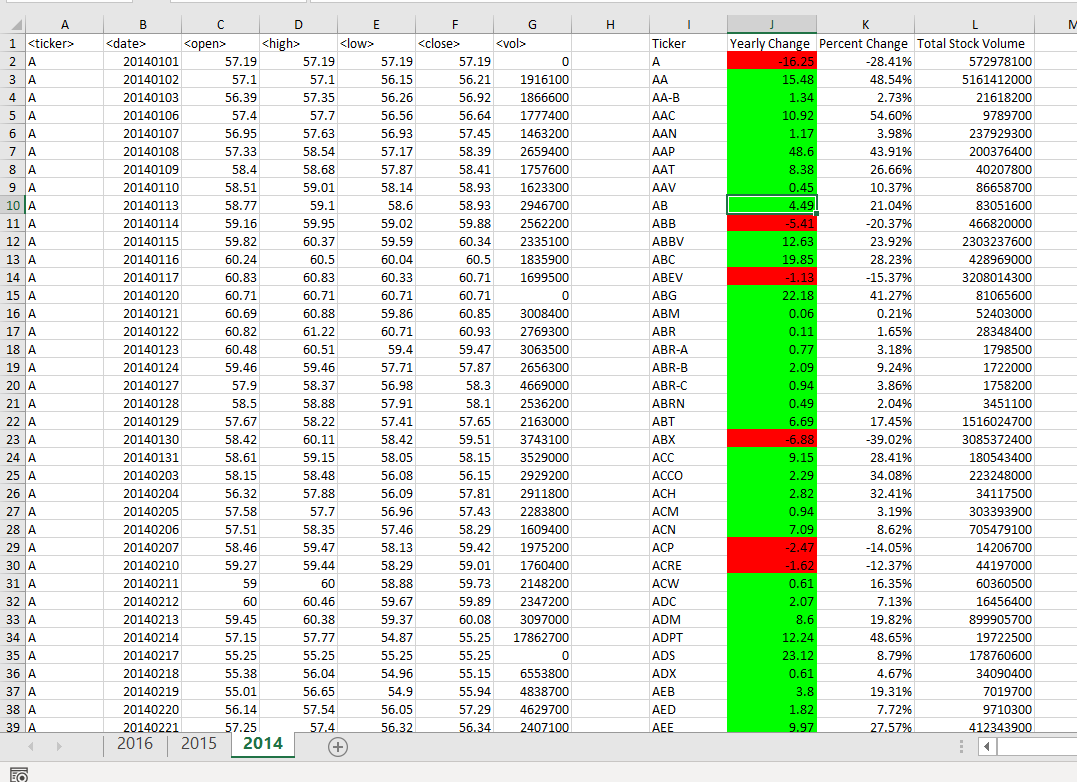 A B C D E F G H I J K L M
1 <ticker> <date> <open> <high> <low> <close> <vol> Ticker Yearly Change Percent Change Total Stock Volume
2 A 20140101 57.19 57.19 57.19 57.19 0 A -16.25 -28.41% 572978100
3 A 20140102 57.1 57.1 56.15 56.21 1916100 AA 15.48 48.54% 5161412000
4 A 20140103 56.39 57.35 56.26 56.92 1866600 AA-B 1.34 2.73% 21618200
5 A 20140106 57.4 57.7 56.56 56.64 1777400 AAC 10.92 54.60% 9789700
6 A 20140107 56.95 57.63 56.93 57.45 1463200 AAN 1.17 3.98% 237929300
7 A 20140108 57.33 58.54 57.17 58.39 2659400 AAP 48.6 43.91% 200376400
8 A 20140109 58.4 58.68 57.87 58.41 1757600 AAT 8.38 26.66% 40207800
9 A 20140110 58.51 59.01 58.14 58.93 1623300 AAV 0.45 10.37% 86658700
10 A 20140113 58.77 59.1 58.6 58.93 2946700 AB 4.49 21.04% 83051600
11 A 20140114 59.16 59.95 59.02 59.88 2562200 ABB -5.41 -20.37% 466820000
12 A 20140115 59.82 60.37 59.59 60.34 2335100 ABBV 12.63 23.92% 2303237600
13 A 20140116 60.24 60.5 60.04 60.5 1835900 ABC 19.85 28.23% 428969000
14 A 20140117 60.83 60.83 60.33 60.71 1699500 ABEV -1.13 -15.37% 3208014300
15 A 20140120 60.71 60.71 60.71 60.71 0 ABG 22.18 41.27% 81065600
16 A 20140121 60.69 60.88 59.86 60.85 3008400 ABM 0.06 0.21% 52403000
17 A 20140122 60.82 61.22 60.71 60.93 2769300 ABR 0.11 1.65% 28348400
18 A 20140123 60.48 60.51 59.4 59.47 3063500 ABR-A 0.77 3.18% 1798500
19 A 20140124 59.46 59.46 57.71 57.87 2656300 ABR-B 2.09 9.24% 1722000
20 A 20140127 57.9 58.37 56.98 58.3 4669000 ABR-C 0.94 3.86% 1758200
21 A 20140128 58.5 58.88 57.91 58.1 2536200 ABRN 0.49 2.04% 3451100
22 A 20140129 57.67 58.22 57.41 57.65 2163000 ABT 6.69 17.45% 1516024700
23 A 20140130 58.42 60.11 58.42 59.51 3743100 ABX -6.88 -39.02% 3085372400
24 A 20140131 58.61 59.15 58.05 58.15 3529000 ACC 9.15 28.41% 180543400
25 A 20140203 58.15 58.48 56.08 56.15 2929200 ACCO 2.29 34.08% 223248000
26 A 20140204 56.32 57.88 56.09 57.81 2911800 ACH 2.82 32.41% 34117500
27 A 20140205 57.58 57.7 56.96 57.43 2283800 ACM 0.94 3.19% 303393900
28 A 20140206 57.51 58.35 57.46 58.29 1609400 ACN 7.09 8.62% 705479100
29 A 20140207 58.46 59.47 58.13 59.42 1975200 ACP -2.47 -14.05% 14206700
30 A 20140210 59.27 59.44 58.29 59.01 1760400 ACRE -1.62 -12.37% 44197000
31 A 20140211 59 60 58.88 59.73 2148200 ACW 0.61 16.35% 60360500
32 A 20140212 60 60.46 59.67 59.89 2347200 ADC 2.07 7.13% 16456400
33 A 20140213 59.45 60.38 59.37 60.08 3097000 ADM 8.6 19.82% 899905700
34 A 20140214 57.15 57.77 54.87 55.25 17862700 ADPT 12.24 48.65% 19722500
35 A 20140217 55.25 55.25 55.25 55.25 0 ADS 23.12 8.79% 178760600
36 A 20140218 55.38 56.04 54.96 55.15 6553800 ADX 0.61 4.67% 34090400
37 A 20140219 55.01 56.65 54.9 55.94 4838700 AEB 3.8 19.31% 7019700
38 A 20140220 56.14 57.54 56.05 57.29 4629700 AED 1.82 7.72% 9710300
39 A 20140221 57.25 57.4 56.32 56.34 2407100 AEE 9.97 27.57% 412343900
2016 2015 2014